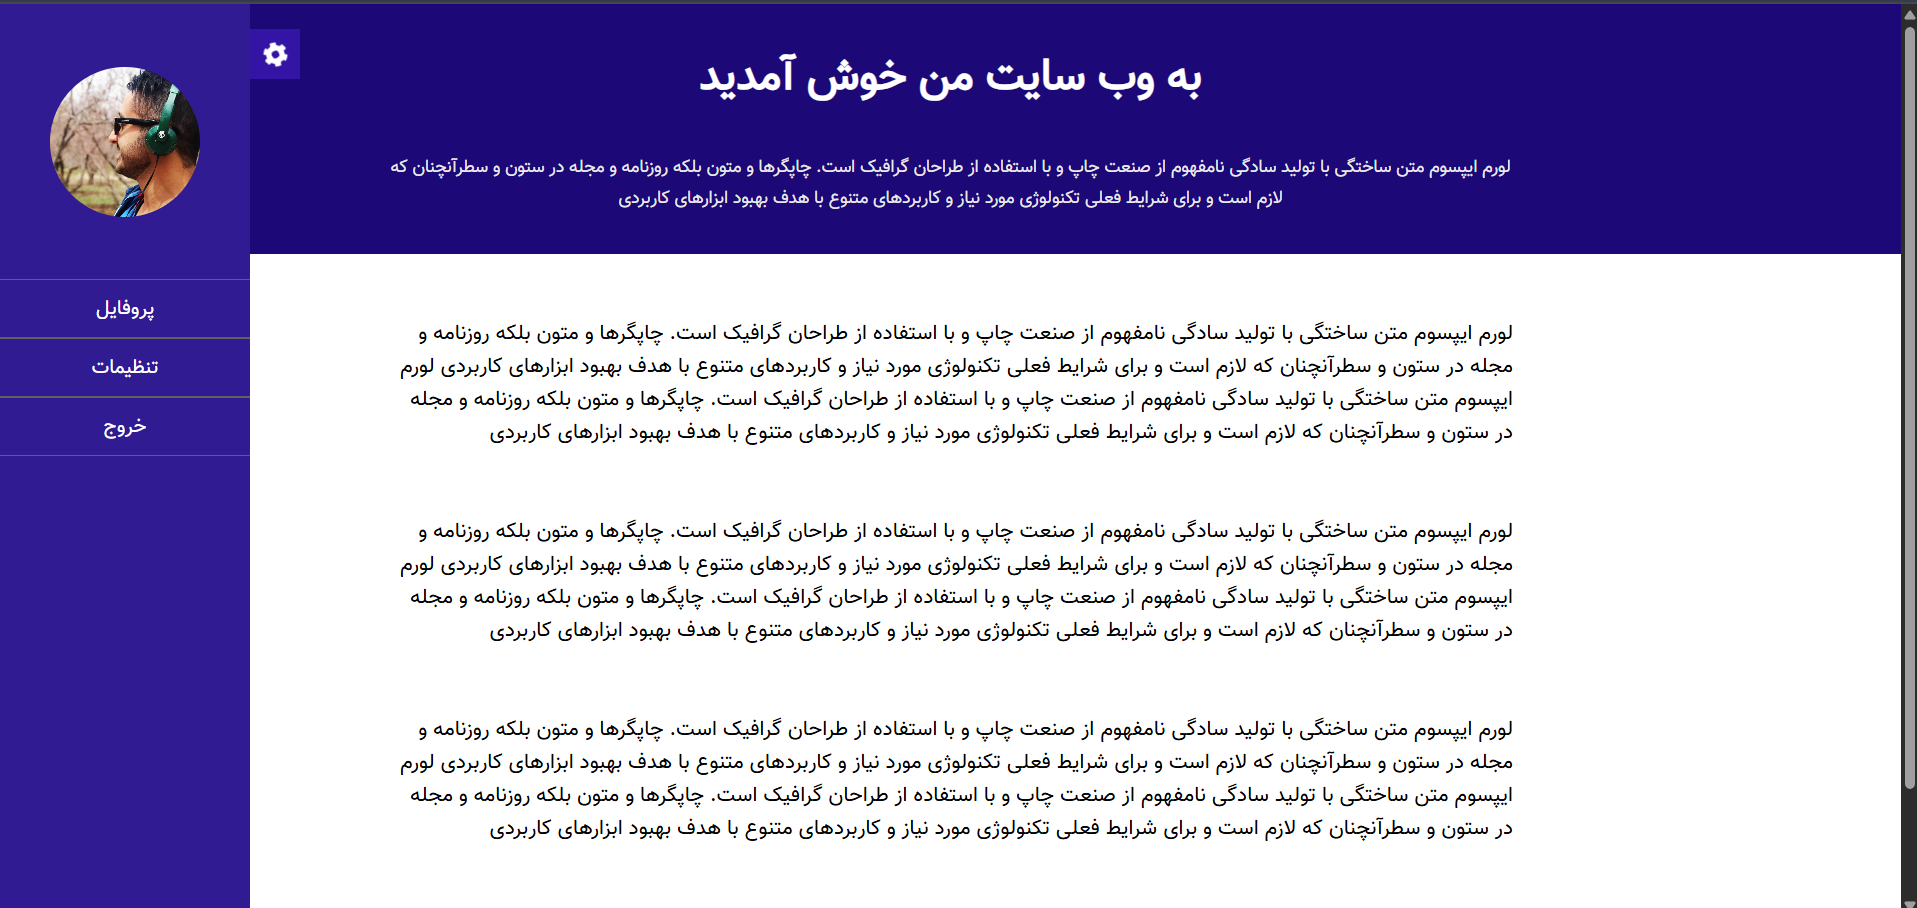 به وب سایت من خوش آمدید
لورم ایپسوم متن ساختگی با تولید سادگی نامفهوم از صنعت چاپ و با استفاده از طراحان گرافیک است. چاپگرها و متون بلکه روزنامه و مجله در ستون و سطرآنچنان که
لازم است و برای شرایط فعلی تکنولوژی مورد نیاز و کاربردهای متنوع با هدف بهبود ابزارهای کاربردی
پروفایل
تنظیمات
خروج
لورم ایپسوم متن ساختگی با تولید سادگی نامفهوم از صنعت چاپ و با استفاده از طراحان گرافیک است. چاپگرها و متون بلکه روزنامه و
مجله در ستون و سطرآنچنان که لازم است و برای شرایط فعلی تکنولوژی مورد نیاز و کاربردهای متنوع با هدف بهبود ابزارهای کاربردی لورم
ایپسوم متن ساختگی با تولید سادگی نامفهوم از صنعت چاپ و با استفاده از طراحان گرافیک است. چاپگرها و متون بلکه روزنامه و مجله
در ستون و سطرآنچنان که لازم است و برای شرایط فعلی تکنولوژی مورد نیاز و کاربردهای متنوع با هدف بهبود ابزارهای کاربردی
لورم ایپسوم متن ساختگی با تولید سادگی نامفهوم از صنعت چاپ و با استفاده از طراحان گرافیک است. چاپگرها و متون بلکه روزنامه و
مجله در ستون و سطرآنچنان که لازم است و برای شرایط فعلی تکنولوژی مورد نیاز و کاربردهای متنوع با هدف بهبود ابزارهای کاربردی لورم
ایپسوم متن ساختگی با تولید سادگی نامفهوم از صنعت چاپ و با استفاده از طراحان گرافیک است. چاپگرها و متون بلکه روزنامه و مجله
در ستون و سطرآنچنان که لازم است و برای شرایط فعلی تکنولوژی مورد نیاز و کاربردهای متنوع با هدف بهبود ابزارهای کاربردی
لورم ایپسوم متن ساختگی با تولید سادگی نامفهوم از صنعت چاپ و با استفاده از طراحان گرافیک است. چاپگرها و متون بلکه روزنامه و
مجله در ستون و سطرآنچنان که لازم است و برای شرایط فعلی تکنولوژی مورد نیاز و کاربردهای متنوع با هدف بهبود ابزارهای کاربردی لورم
ایپسوم متن ساختگی با تولید سادگی نامفهوم از صنعت چاپ و با استفاده از طراحان گرافیک است. چاپگرها و متون بلکه روزنامه و مجله
در ستون و سطرآنچنان که لازم است و برای شرایط فعلی تکنولوژی مورد نیاز و کاربردهای متنوع با هدف بهبود ابزارهای کاربردی